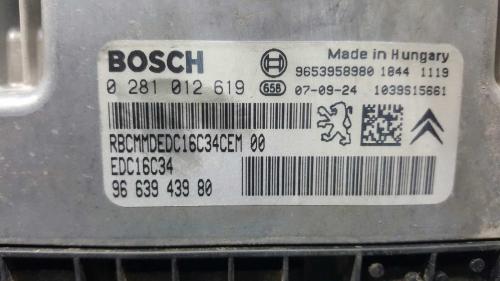 BOSCH
Made in Hungary
9653958980 1844 1119
0 281 012 619
658 07-09-24 1039S15661
RBCMMDEDC16C34CEM 00
EDC16C34
96 639 439 80